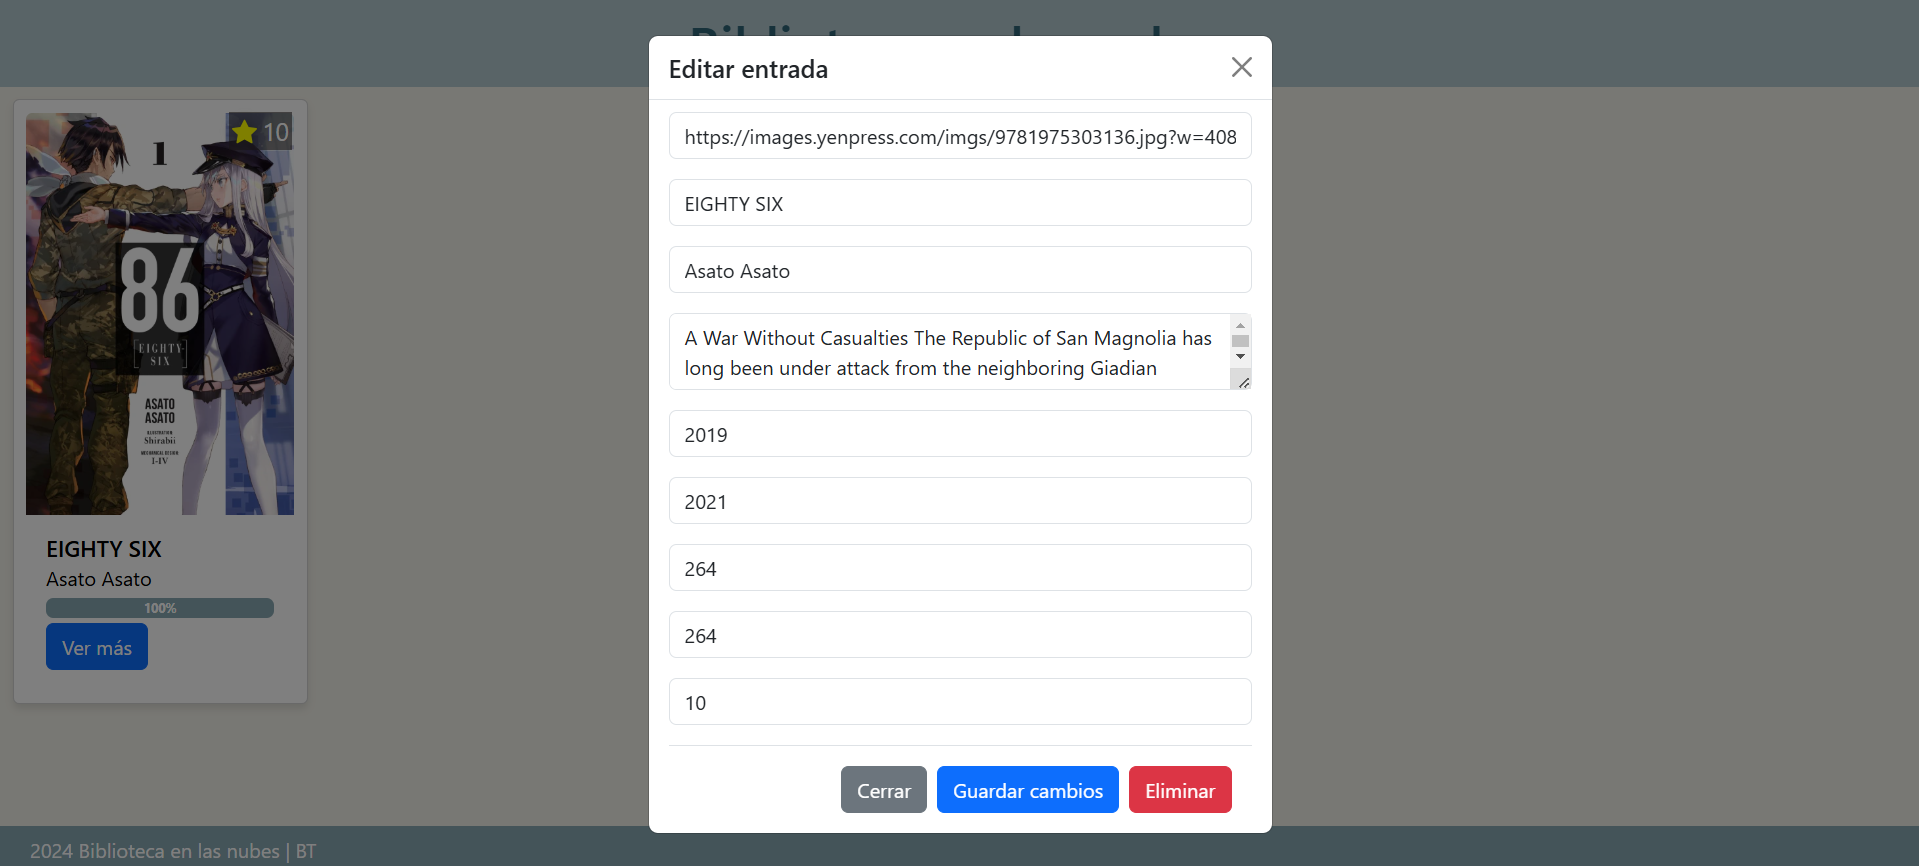 Editar entrada
https://images.yenpress.com/imgs/9781975303136.jpg?w=408
EIGHTY SIX
Asato Asato
A War Without Casualties The Republic of San Magnolia has
long been under attack from the neighboring Giadian
2019
2021
264
264
10
Cerrar
Guardar cambios
Eliminar
10
1
86
[EIGHTY-
SIX]
ASATO
ASATO
ILLUSTRATION
Shirabii
MECHANICAL DESIGN
I-IV
EIGHTY SIX
Asato Asato
100%
Ver más
2024 Biblioteca en las nubes | BT